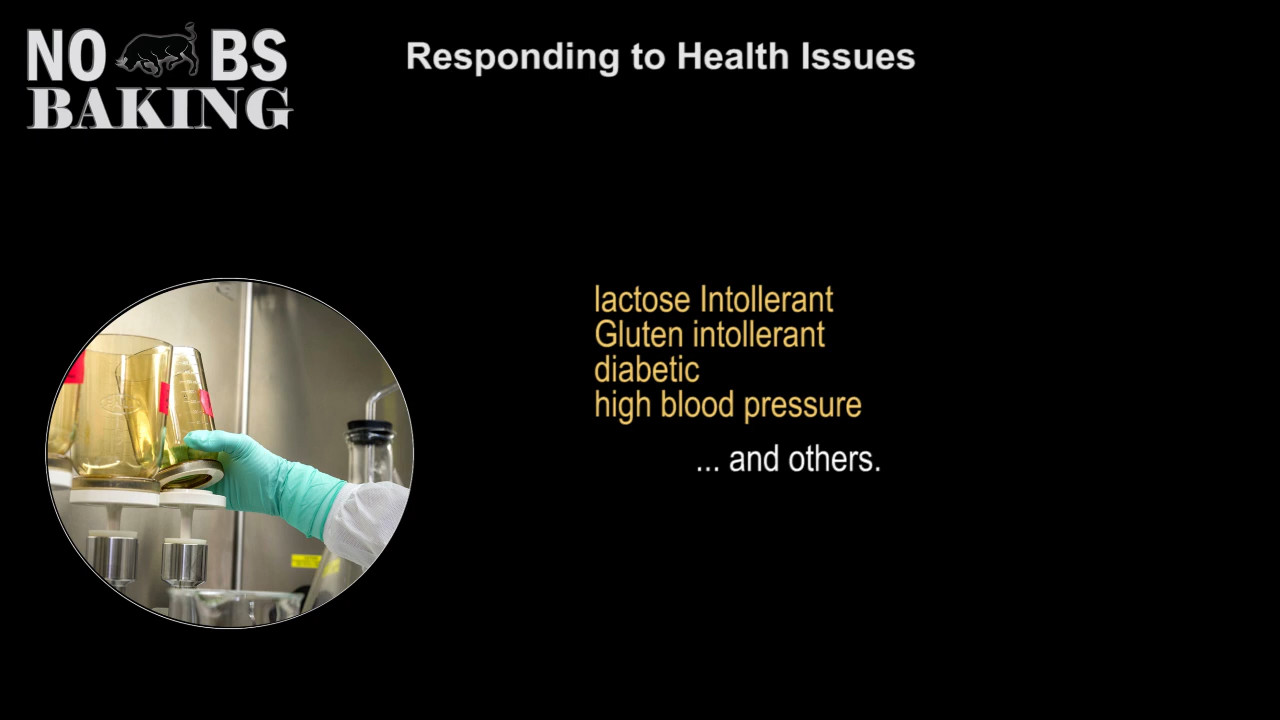 NO BS
BAKING
Responding to Health Issues
lactose Intollerant
Gluten intollerant
diabetic
high blood pressure
... and others.